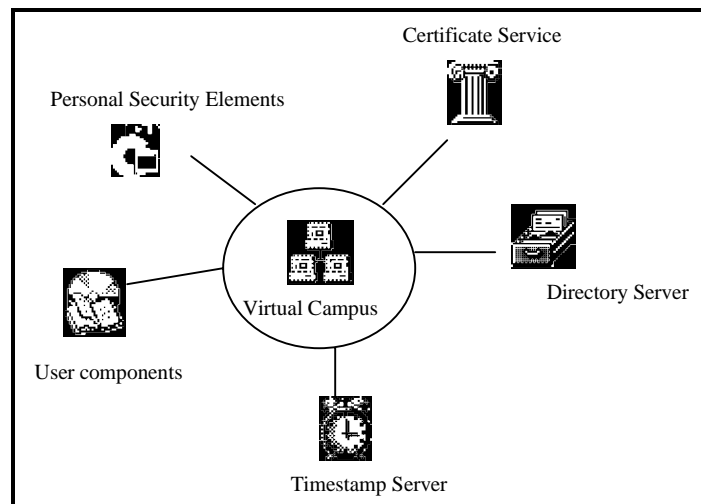 Certificate Service
Personal Security Elements
Directory Server
Virtual Campus
User components
Timestamp Server